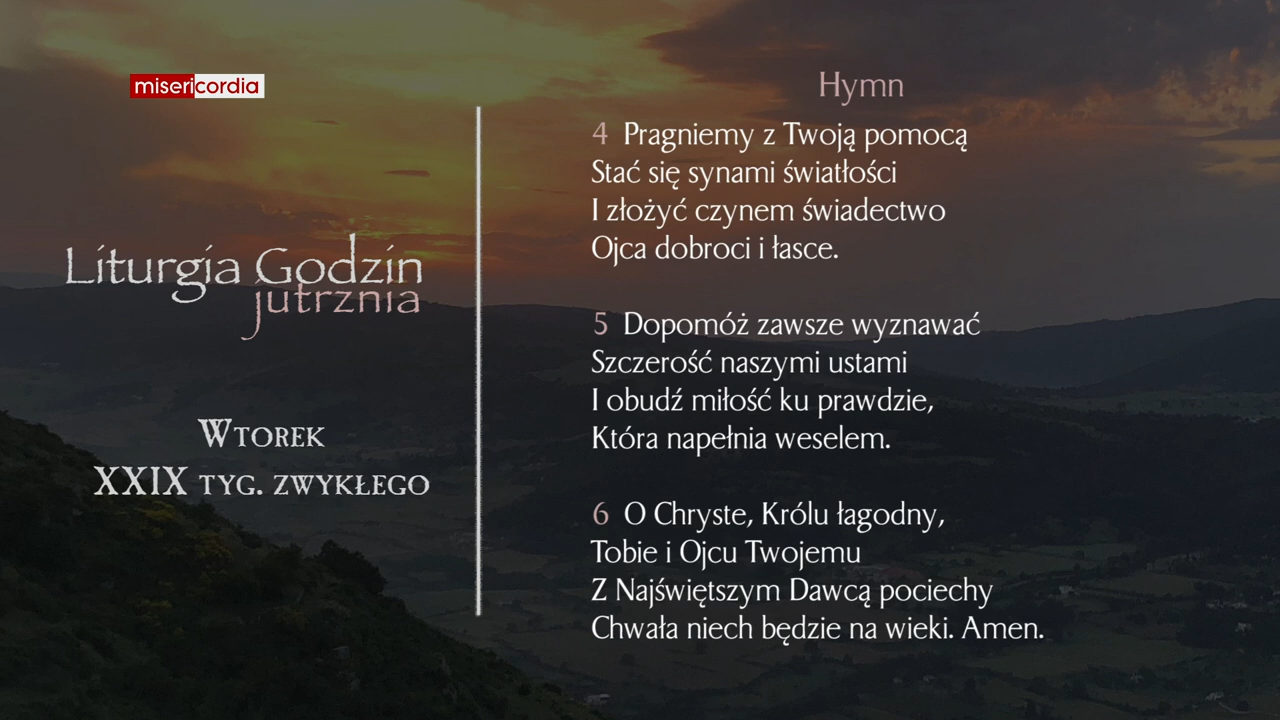 misericordia
Liturgia Godzin
jutrznia
Wtorek
XXIX tyg. zwykłego
Hymn
4 Pragniemy z Twoją pomocą
Stać się synami światłości
I złożyć czynem świadectwo
Ojca dobroci i łasce.
5 Dopomóż zawsze wyznawać
Szczerość naszymi ustami
I obudź miłość ku prawdzie,
Która napełnia weselem.
6 O Chryste, Królu łagodny,
Tobie i Ojcu Twojemu
Z Najświętszym Dawcą pociechy
Chwała niech będzie na wieki. Amen.